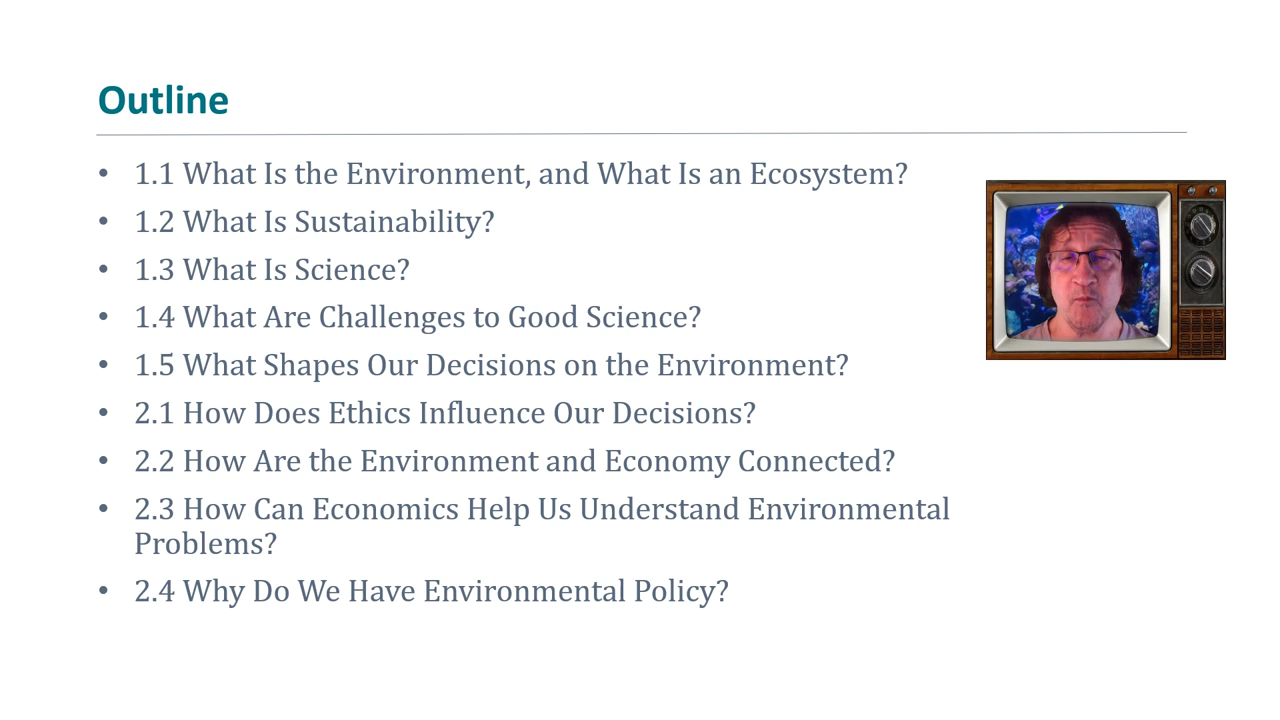 Outline
• 1.1 What Is the Environment, and What Is an Ecosystem?
• 1.2 What Is Sustainability?
• 1.3 What Is Science?
• 1.4 What Are Challenges to Good Science?
• 1.5 What Shapes Our Decisions on the Environment?
• 2.1 How Does Ethics Influence Our Decisions?
• 2.2 How Are the Environment and Economy Connected?
• 2.3 How Can Economics Help Us Understand Environmental
Problems?
• 2.4 Why Do We Have Environmental Policy?